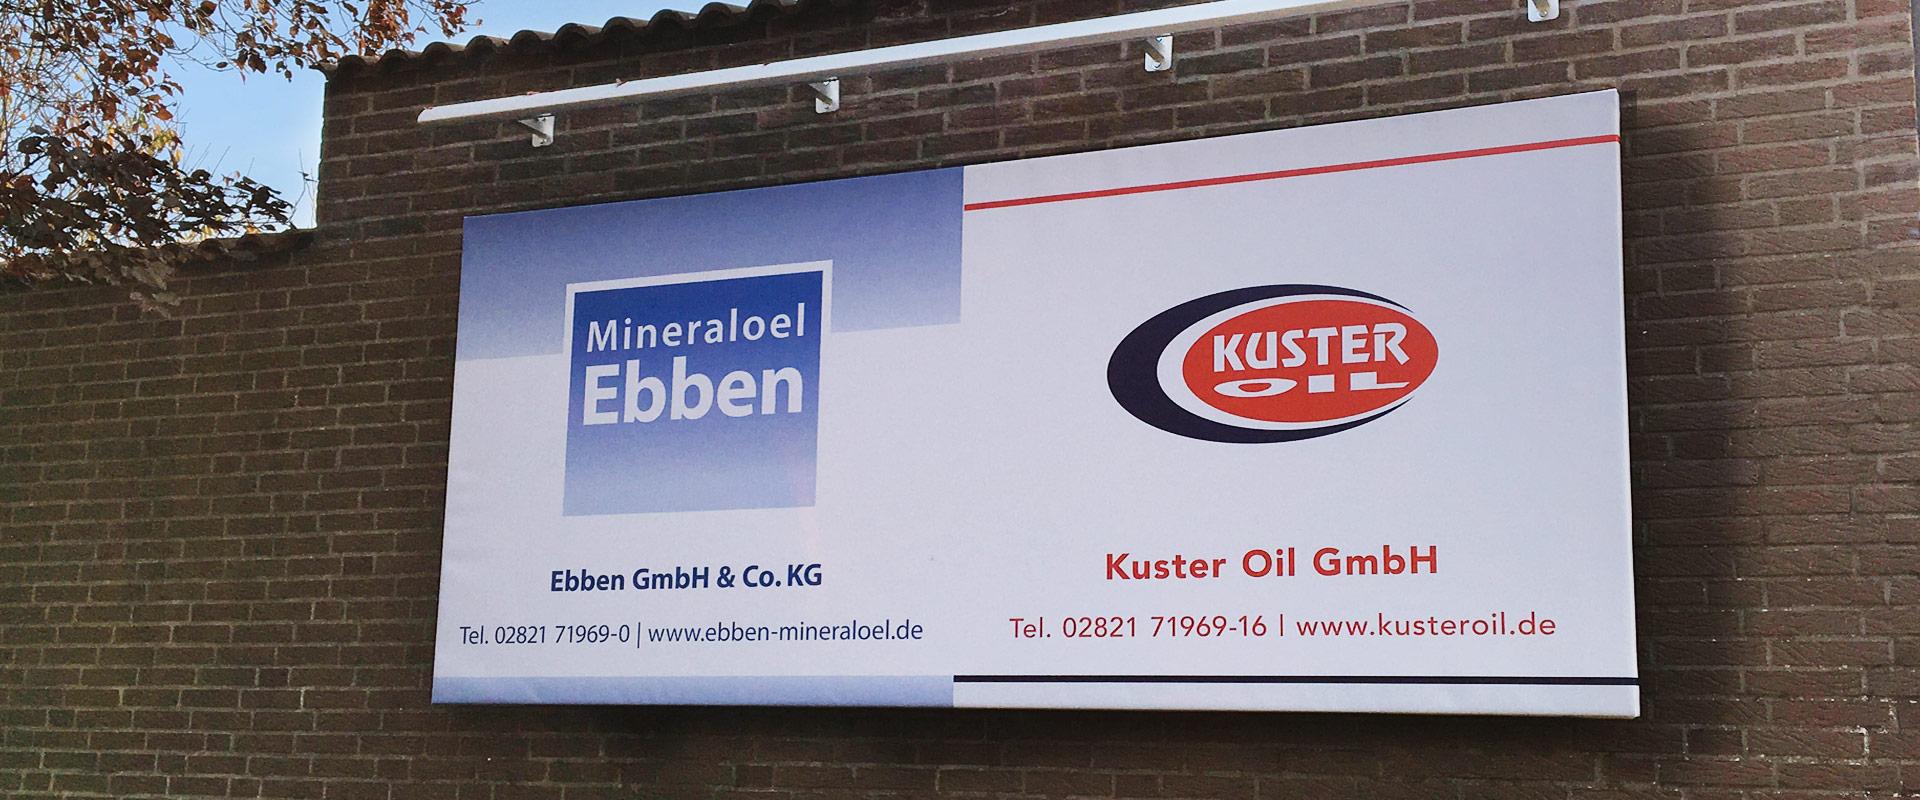 Mineraloel
Ebben
Ebben GmbH & Co. KG
Tel. 02821 71969-0 | www.ebben-mineraloel.de
KUSTER
OIL
Kuster Oil GmbH
Tel. 02821 71969-16 | www.kusteroil.de